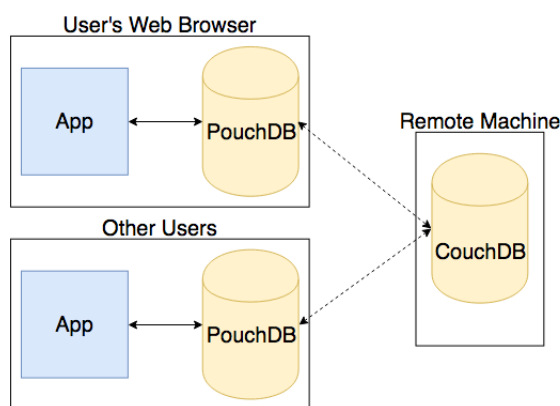 User's Web Browser
App
PouchDB
Remote Machine
CouchDB
Other Users
App
PouchDB